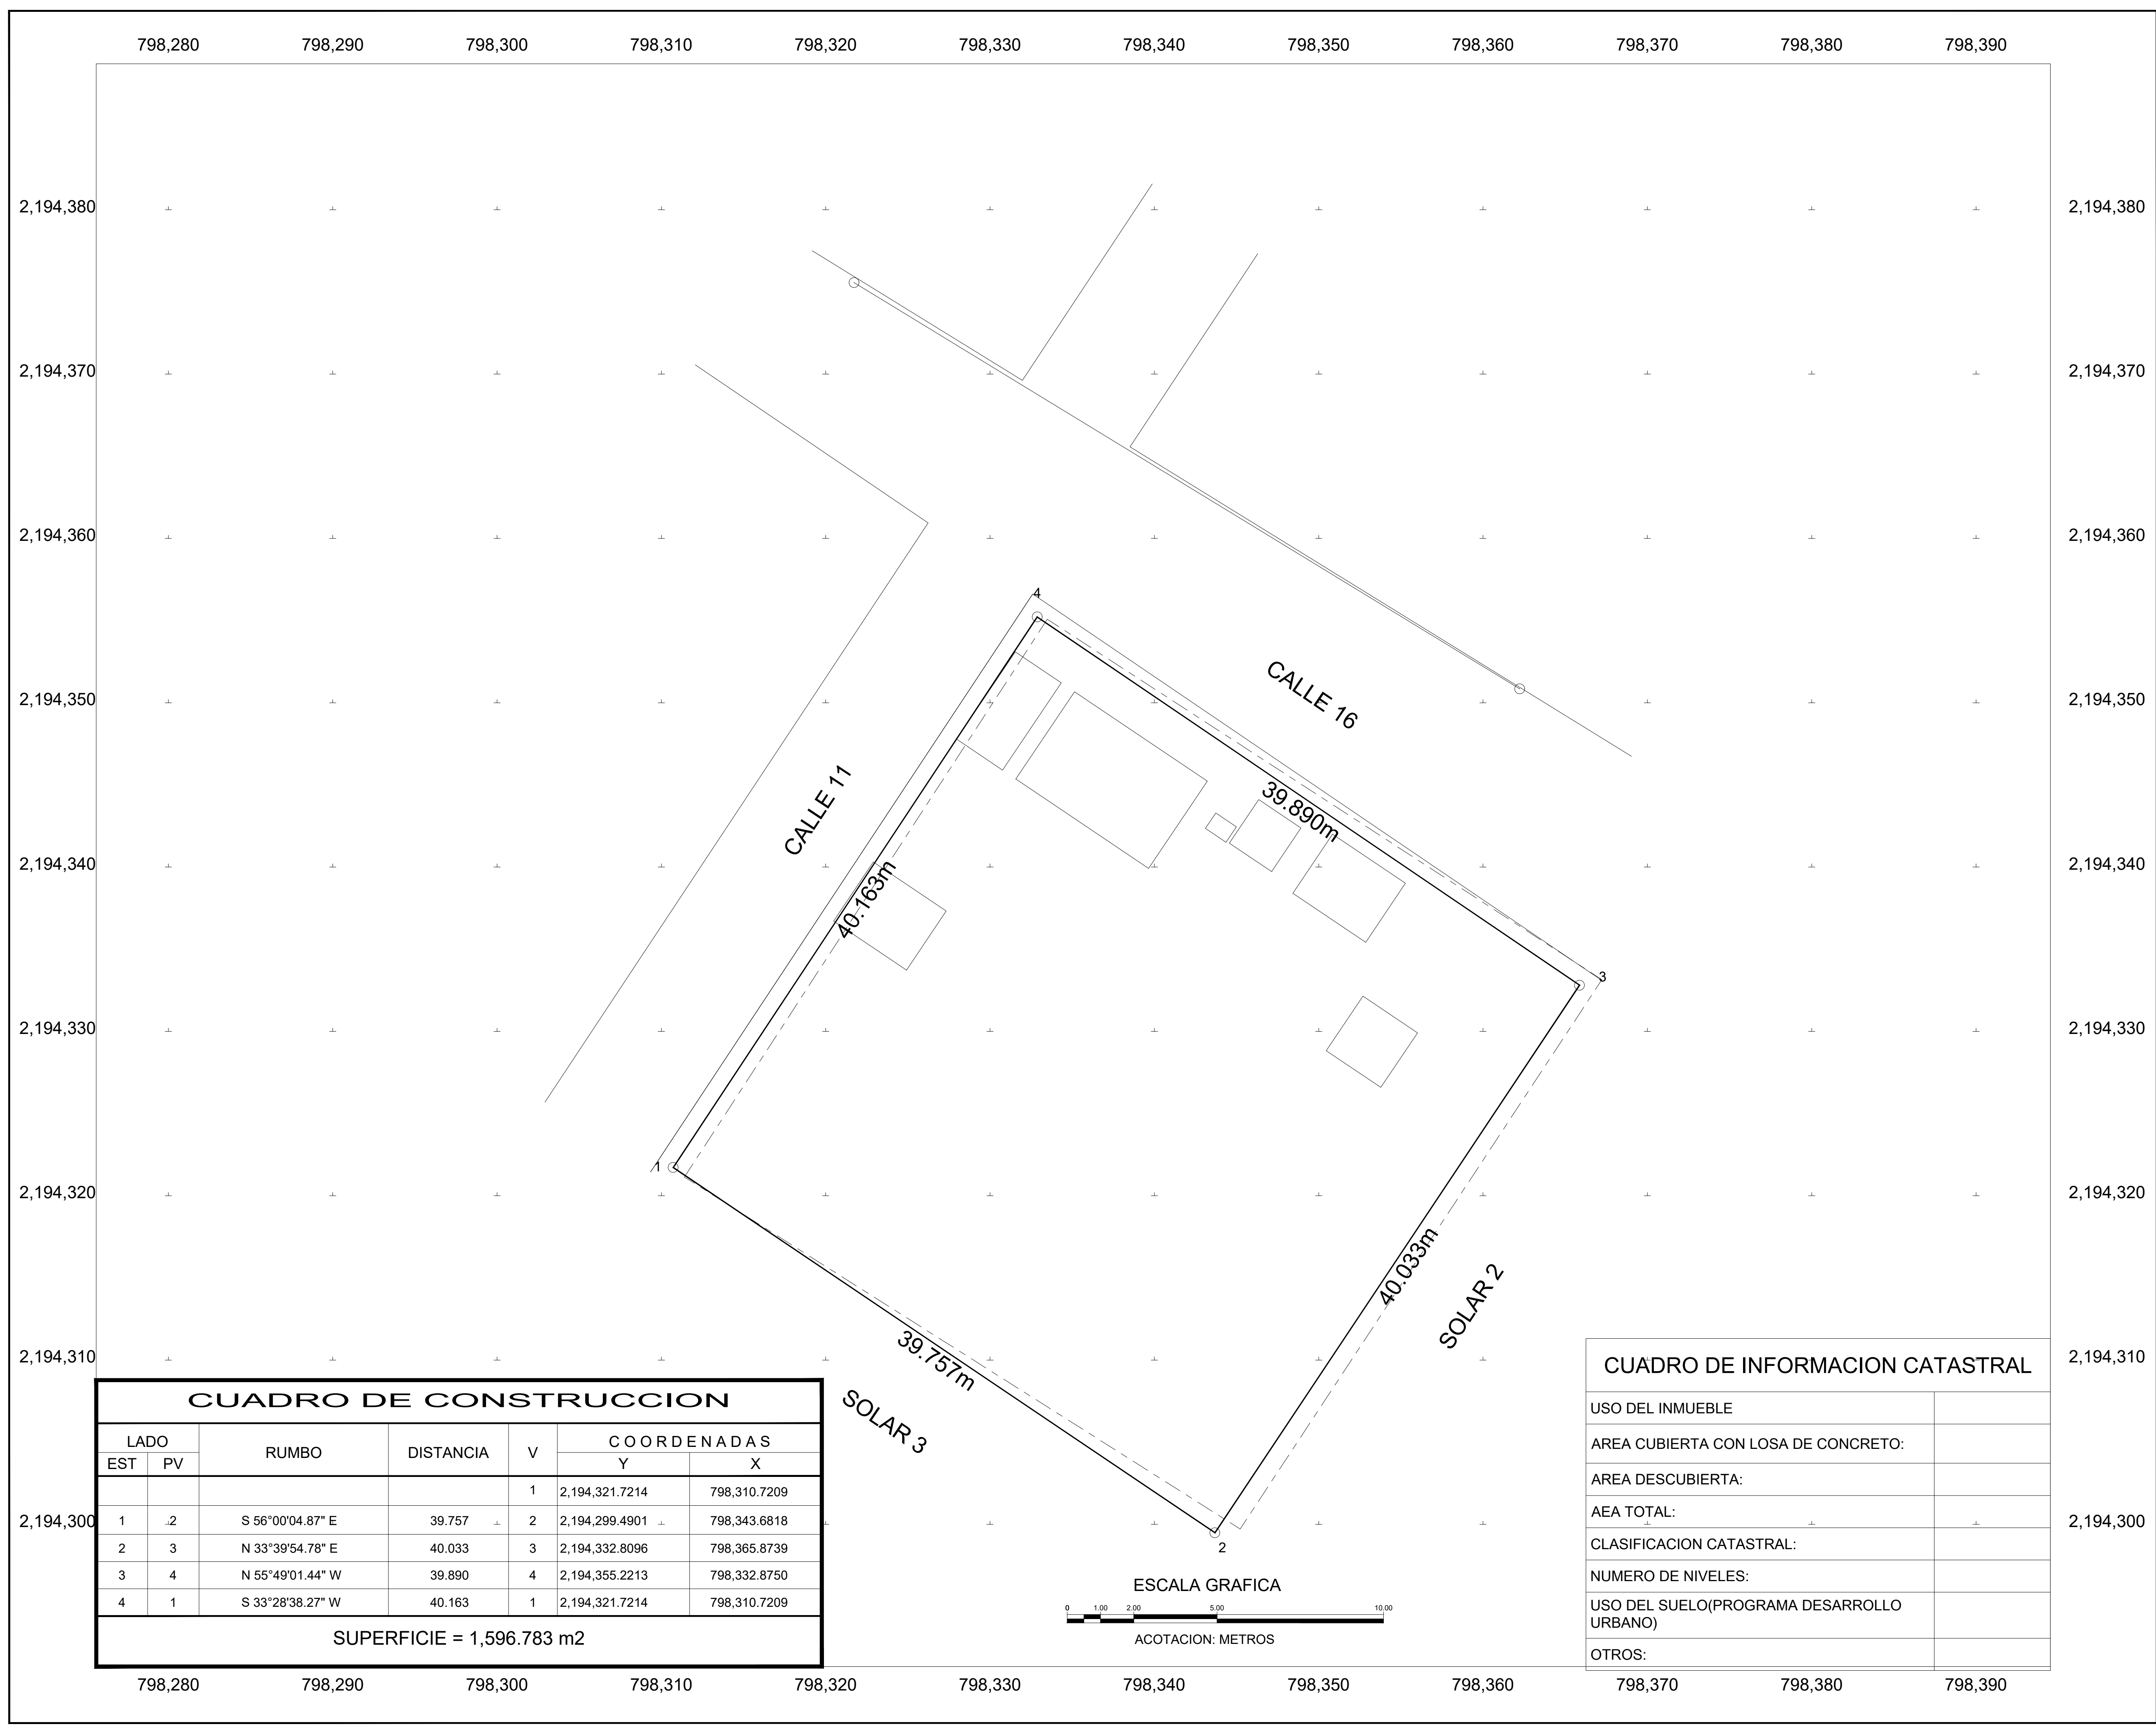 798,280 798,290 798,300 798,310 798,320 798,330 798,340 798,350 798,360 798,370 798,380 798,390
2,194,380 2,194,380
2,194,370 2,194,370
2,194,360 2,194,360
4
2,194,350 2,194,350
CALLE 16
CALLE 11
39.890m
2,194,340 2,194,340
40.163m
3
2,194,330 2,194,330
1
2,194,320 2,194,320
40.033m
SOLAR 2
39.757m
2,194,310 2,194,310
SOLAR 3
2,194,300 2,194,300
2
CUADRO DE CONSTRUCCION
LADO RUMBO DISTANCIA V COORDENADAS
EST PV Y X
1 2,194,321.7214 798,310.7209
1 2 S 56°00'04.87" E 39.757 2 2,194,299.4901 798,343.6818
2 3 N 33°39'54.78" E 40.033 3 2,194,332.8096 798,365.8739
3 4 N 55°49'01.44" W 39.890 4 2,194,355.2213 798,332.8750
4 1 S 33°28'38.27" W 40.163 1 2,194,321.7214 798,310.7209
SUPERFICIE = 1,596.783 m2
ESCALA GRAFICA
0 1.00 2.00 5.00 10.00
ACOTACION: METROS
CUADRO DE INFORMACION CATASTRAL
USO DEL INMUEBLE
AREA CUBIERTA CON LOSA DE CONCRETO:
AREA DESCUBIERTA:
AEA TOTAL:
CLASIFICACION CATASTRAL:
NUMERO DE NIVELES:
USO DEL SUELO(PROGRAMA DESARROLLO
URBANO)
OTROS:
798,280 798,290 798,300 798,310 798,320 798,330 798,340 798,350 798,360 798,370 798,380 798,390